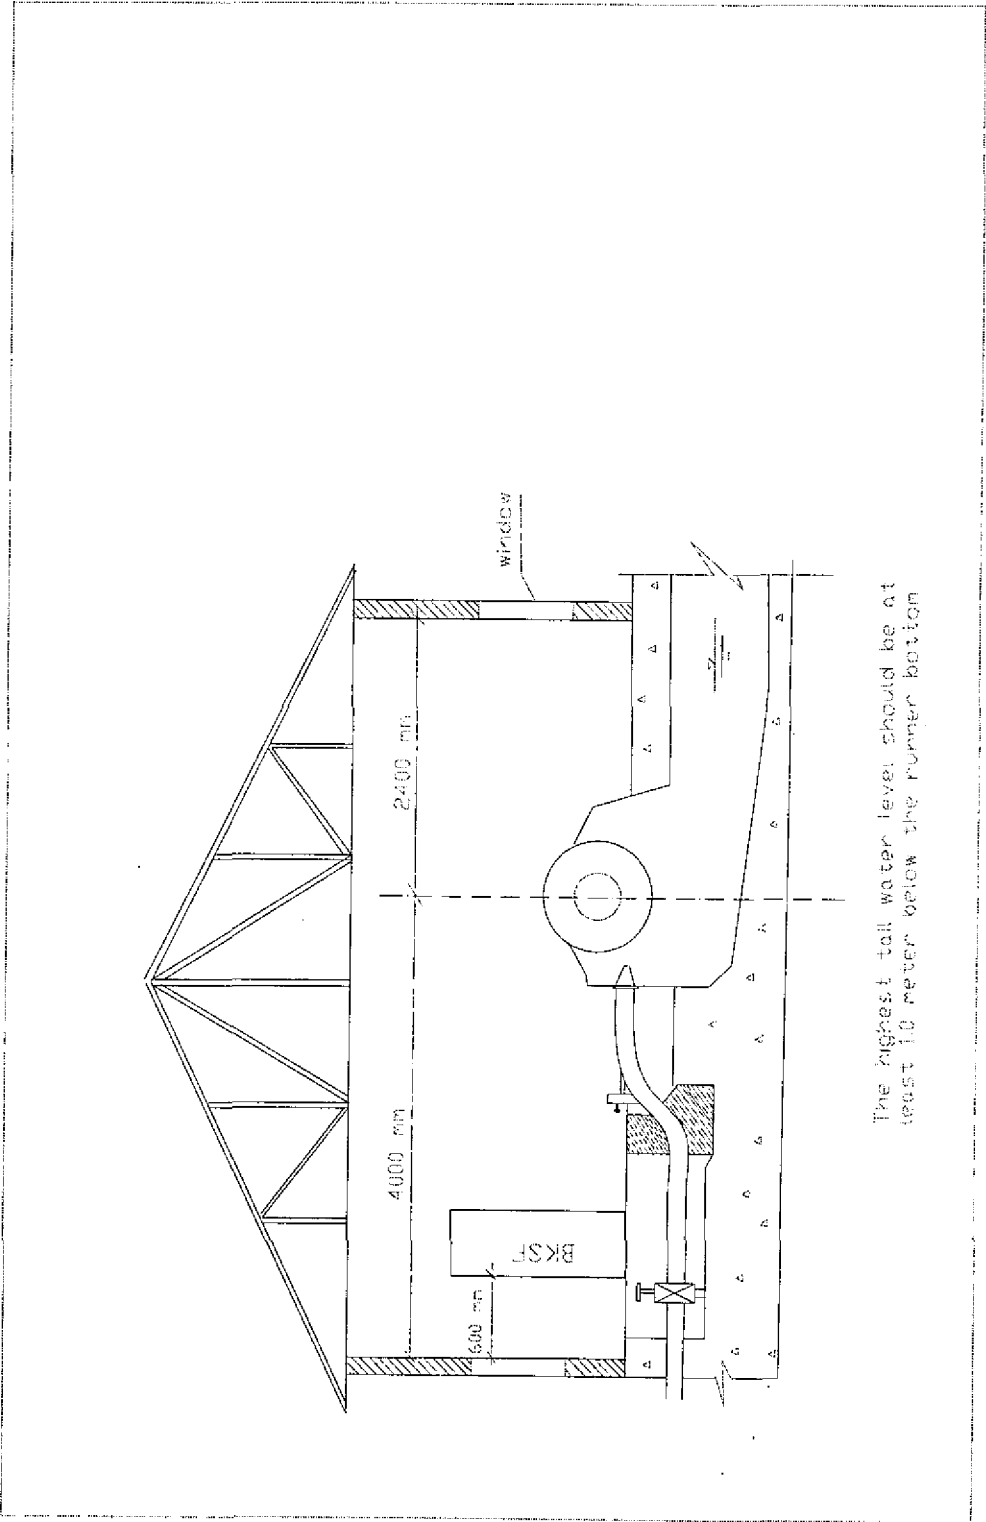 window
2400 mm
4000 mm
BKSF
600 mm
The highest tail water level should be at
least 1.0 meter below the runner bottom